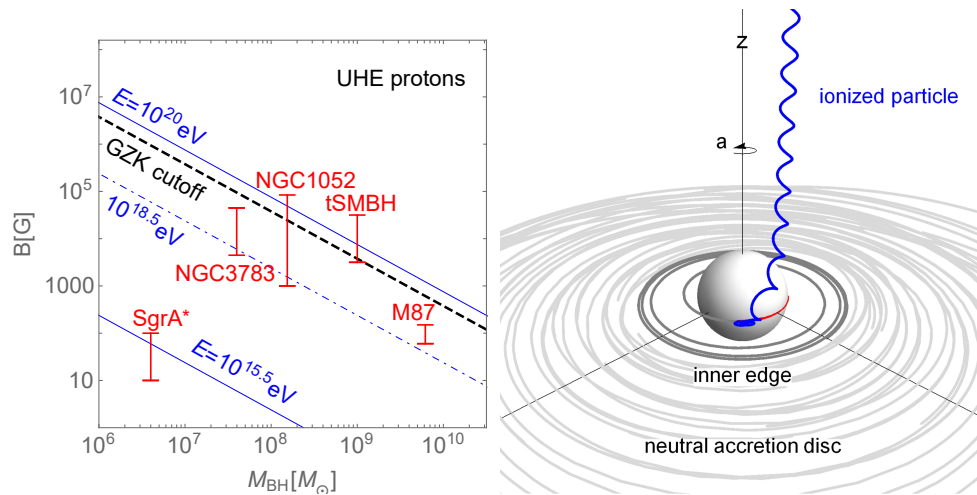 UHE protons
E=10^20 eV
GZK cutoff
10^18.5 eV
NGC1052
tSMBH
NGC3783
M87
SgrA*
E=10^15.5 eV
B[G]
10^7
10^5
1000
10
10^6
10^7
10^8
10^9
10^10
M_BH [M_⊙]
z
ionized particle
a
inner edge
neutral accretion disc